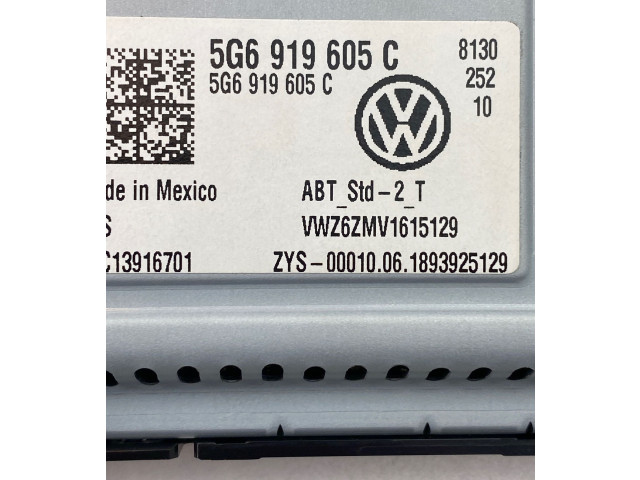 5G6 919 605 C 8130
5G6 919 605 C 252
10
de in Mexico ABT_Std-2_T
S VWZ6ZMV1615129
C13916701 ZYS-00010.06.1893925129